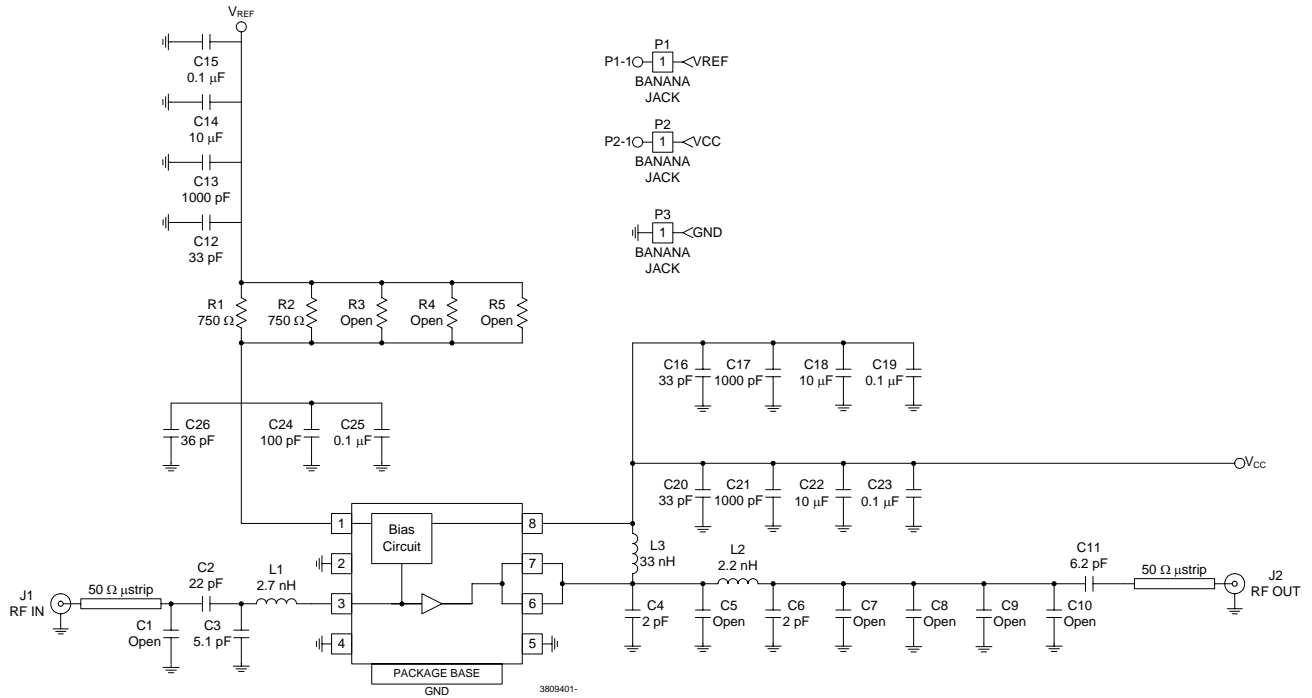 VREF
C15
0.1 µF
C14
10 µF
C13
1000 pF
C12
33 pF
P1
P1-1 1 VREF
BANANA
JACK
P2
P2-1 1 VCC
BANANA
JACK
P3
1 GND
BANANA
JACK
R1
750 Ω
R2
750 Ω
R3
Open
R4
Open
R5
Open
C16
33 pF
C17
1000 pF
C18
10 µF
C19
0.1 µF
C26
36 pF
C24
100 pF
C25
0.1 µF
VCC
C20
33 pF
C21
1000 pF
C22
10 µF
C23
0.1 µF
1
Bias
Circuit
8
2
7
3
6
4
5
PACKAGE BASE
GND
3809401-
J1
RF IN
50 Ω µstrip
C1
Open
C2
22 pF
C3
5.1 pF
L1
2.7 nH
L3
33 nH
L2
2.2 nH
C4
2 pF
C5
Open
C6
2 pF
C7
Open
C8
Open
C9
Open
C10
Open
C11
6.2 pF
50 Ω µstrip
J2
RF OUT